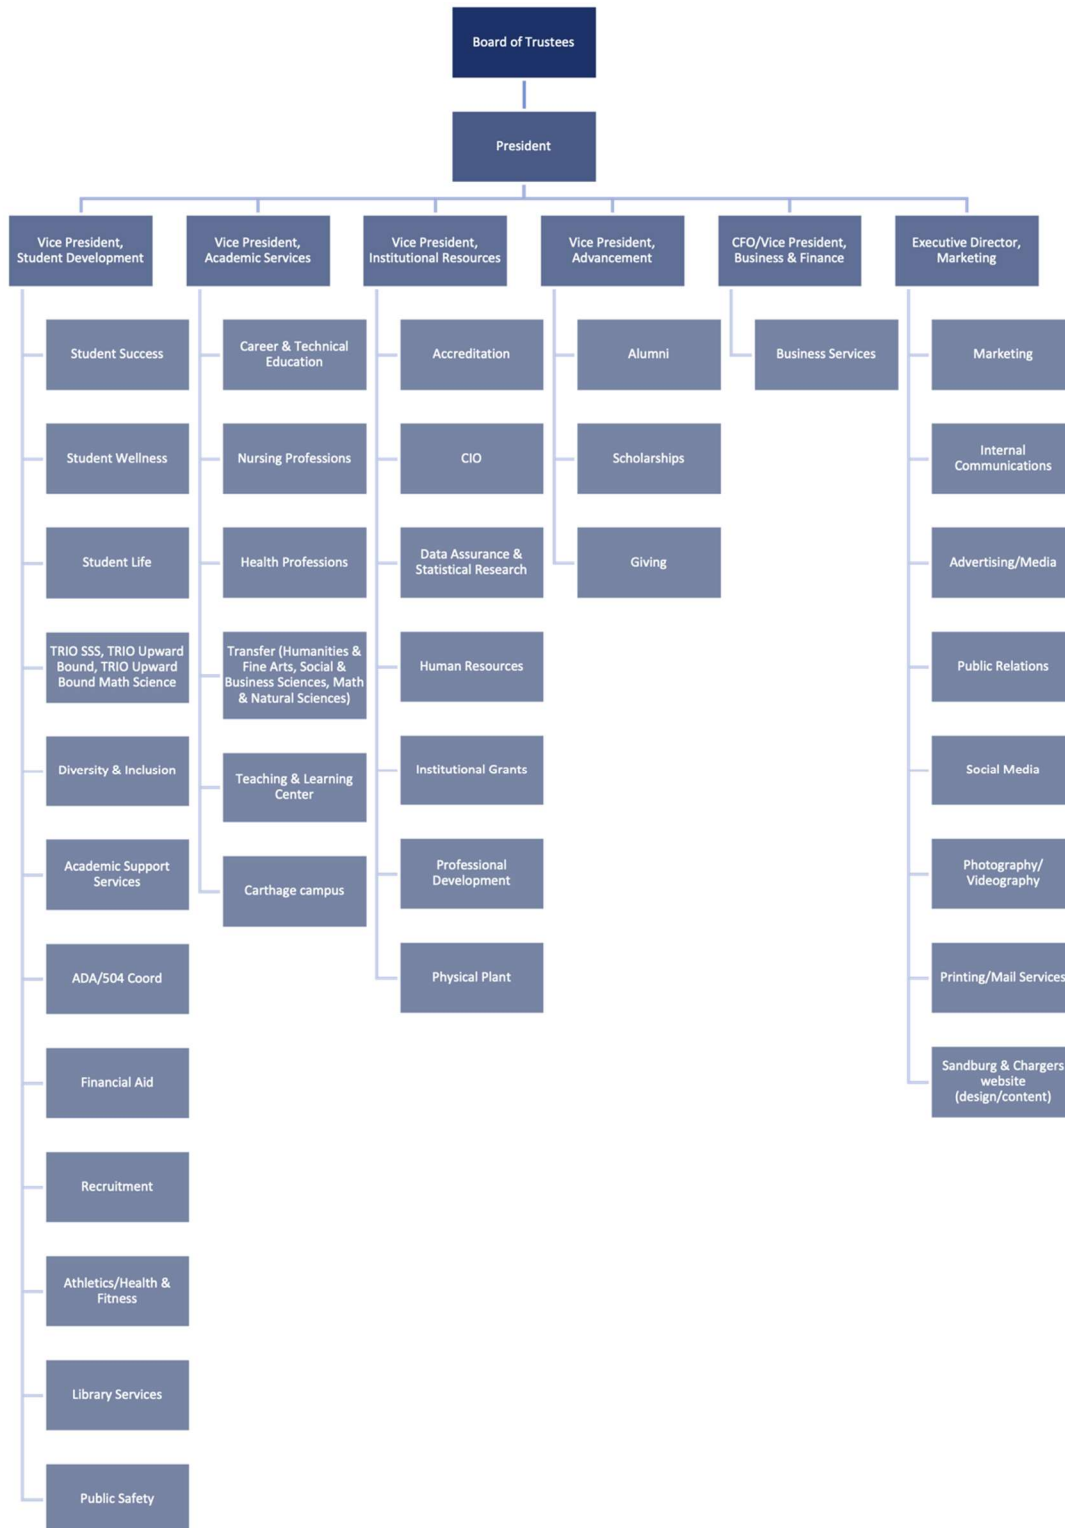 Board of Trustees
President
Vice President,
Student Development
Vice President,
Academic Services
Vice President,
Institutional Resources
Vice President,
Advancement
CFO/Vice President,
Business & Finance
Executive Director,
Marketing
Student Success
Student Wellness
Student Life
TRIO SSS, TRIO Upward
Bound, TRIO Upward
Bound Math Science
Diversity & Inclusion
Academic Support
Services
ADA/504 Coord
Financial Aid
Recruitment
Athletics/Health &
Fitness
Library Services
Public Safety
Career & Technical
Education
Nursing Professions
Health Professions
Transfer (Humanities &
Fine Arts, Social &
Business Sciences, Math
& Natural Sciences)
Teaching & Learning
Center
Carthage campus
Accreditation
CIO
Data Assurance &
Statistical Research
Human Resources
Institutional Grants
Professional
Development
Physical Plant
Alumni
Scholarships
Giving
Business Services
Marketing
Internal
Communications
Advertising/Media
Public Relations
Social Media
Photography/
Videography
Printing/Mail Services
Sandburg & Chargers
website
(design/content)